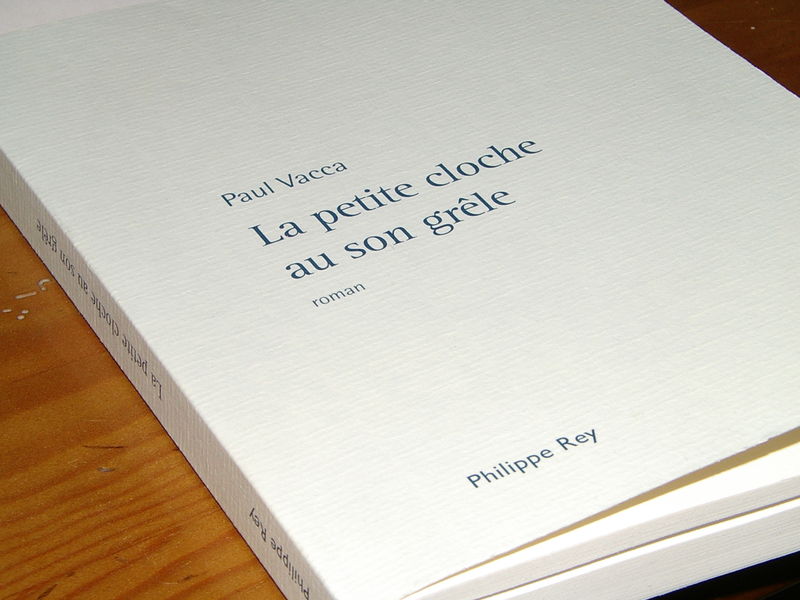 Paul Vacca
La petite cloche
au son grêle
roman
Philippe Rey
La petite cloche au son grêle
Philippe Rey